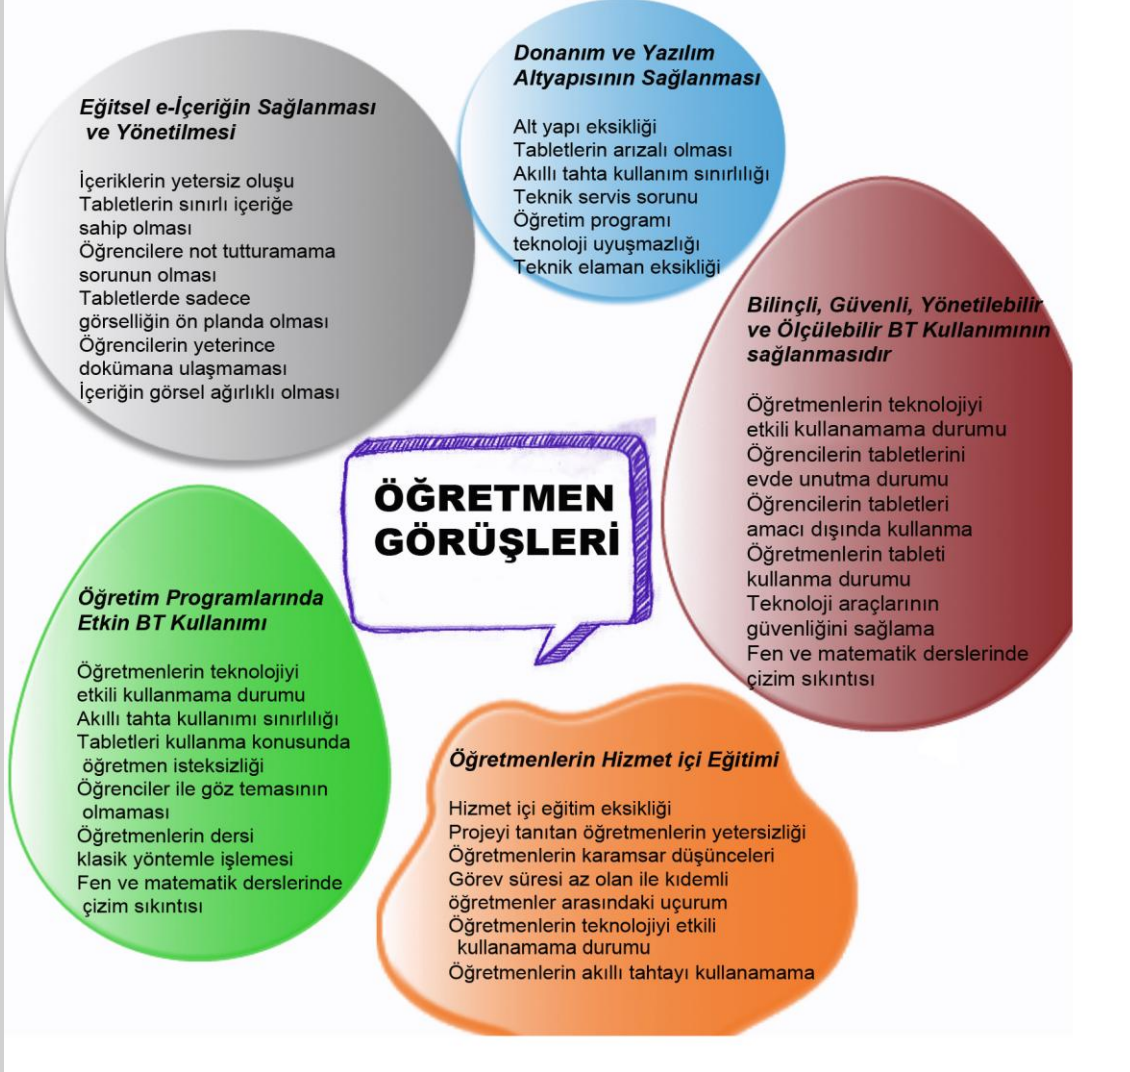 Eğitsel e-İçeriğin Sağlanması
ve Yönetilmesi
İçeriklerin yetersiz oluşu
Tabletlerin sınırlı içeriğe
sahip olması
Öğrencilere not tutturamama
sorunun olması
Tabletlerde sadece
görselliğin ön planda olması
Öğrencilerin yeterince
dokümana ulaşmaması
İçeriğin görsel ağırlıklı olması
Donanım ve Yazılım
Altyapısının Sağlanması
Alt yapı eksikliği
Tabletlerin arızalı olması
Akıllı tahta kullanım sınırlılığı
Teknik servis sorunu
Öğretim programı
teknoloji uyuşmazlığı
Teknik elaman eksikliği
Bilinçli, Güvenli, Yönetilebilir
ve Ölçülebilir BT Kullanımının
sağlanmasıdır
Öğretmenlerin teknolojiyi
etkili kullanamama durumu
Öğrencilerin tabletlerini
evde unutma durumu
Öğrencilerin tabletleri
amacı dışında kullanma
Öğretmenlerin tableti
kullanma durumu
Teknoloji araçlarının
güvenliğini sağlama
Fen ve matematik derslerinde
çizim sıkıntısı
ÖĞRETMEN
GÖRÜŞLERİ
Öğretim Programlarında
Etkin BT Kullanımı
Öğretmenlerin teknolojiyi
etkili kullanmama durumu
Akıllı tahta kullanımı sınırlılığı
Tabletleri kullanma konusunda
öğretmen isteksizliği
Öğrenciler ile göz temasının
olmaması
Öğretmenlerin dersi
klasik yöntemle işlemesi
Fen ve matematik derslerinde
çizim sıkıntısı
Öğretmenlerin Hizmet içi Eğitimi
Hizmet içi eğitim eksikliği
Projeyi tanıtan öğretmenlerin yetersizliği
Öğretmenlerin karamsar düşünceleri
Görev süresi az olan ile kıdemli
öğretmenler arasındaki uçurum
Öğretmenlerin teknolojiyi etkili
kullanamama durumu
Öğretmenlerin akıllı tahtayı kullanamama